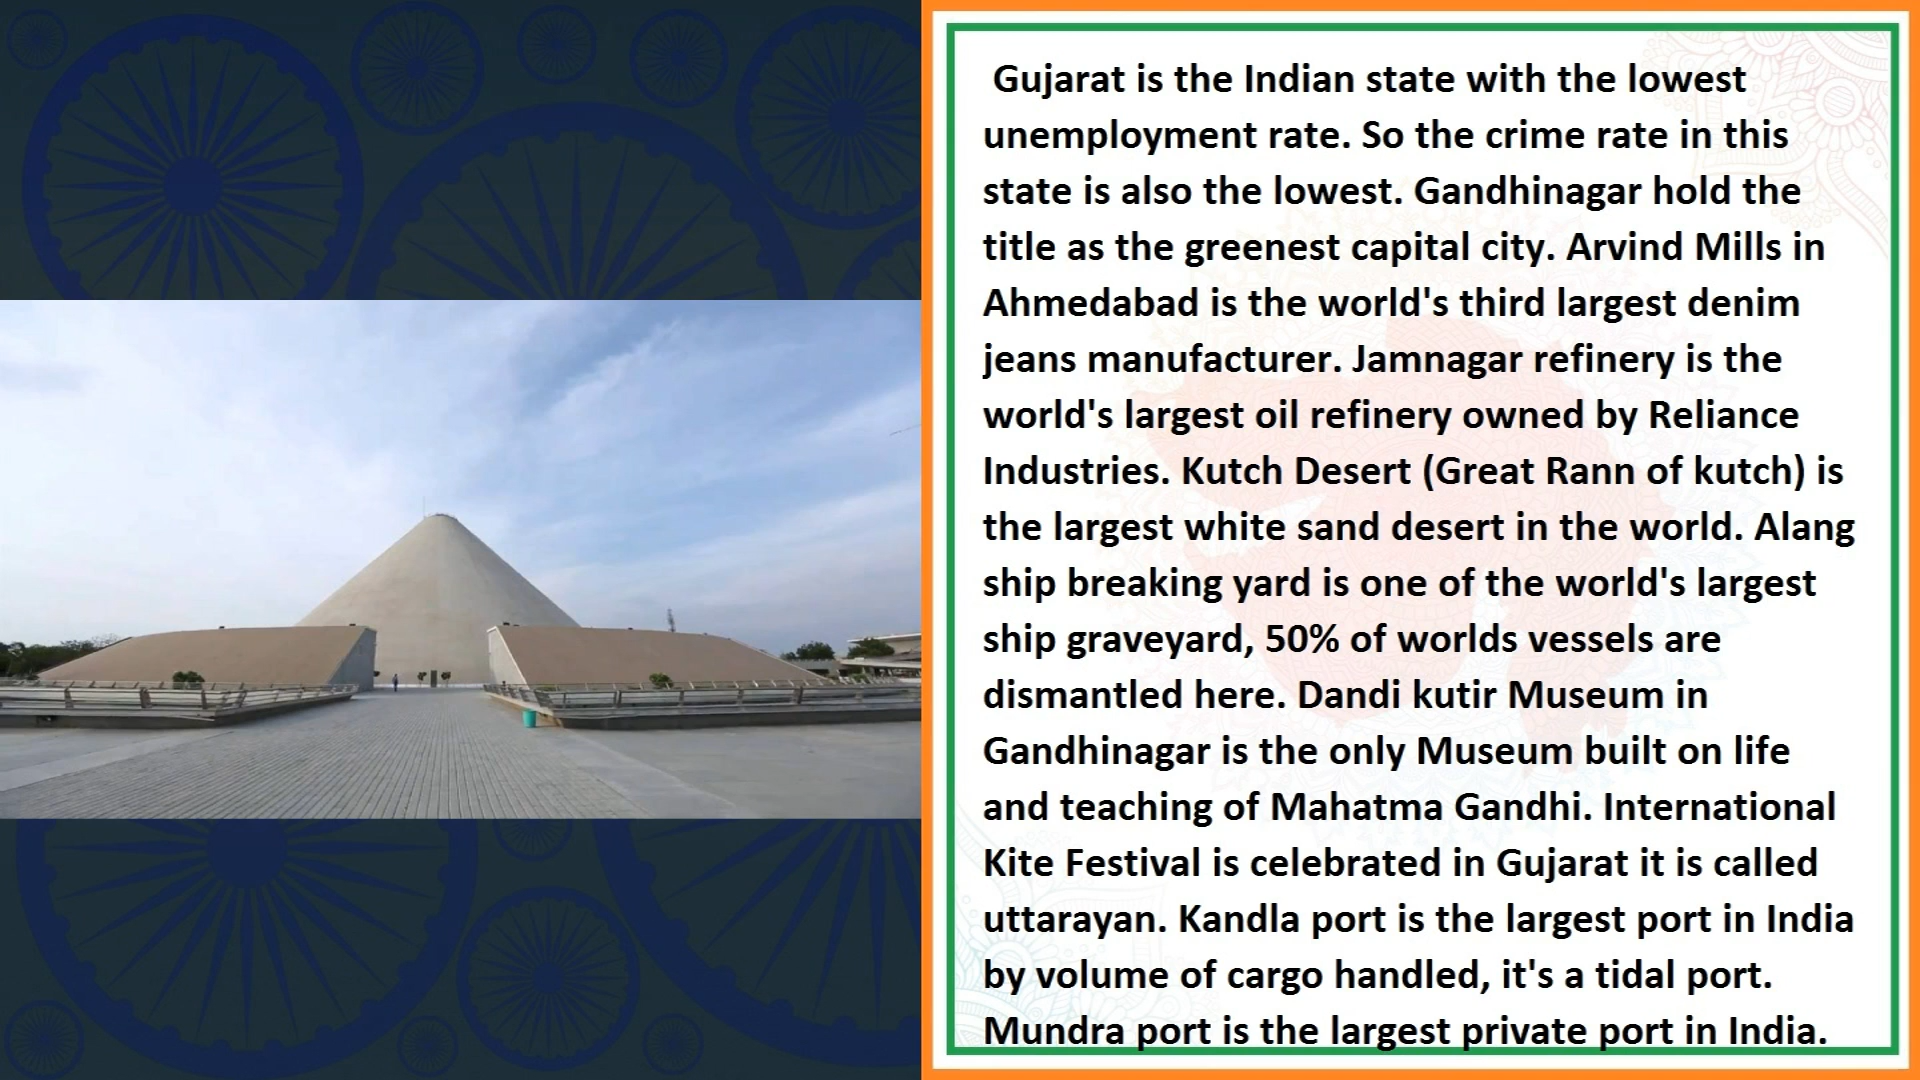 Gujarat is the Indian state with the lowest
unemployment rate. So the crime rate in this
state is also the lowest. Gandhinagar hold the
title as the greenest capital city. Arvind Mills in
Ahmedabad is the world's third largest denim
jeans manufacturer. Jamnagar refinery is the
world's largest oil refinery owned by Reliance
Industries. Kutch Desert (Great Rann of kutch) is
the largest white sand desert in the world. Alang
ship breaking yard is one of the world's largest
ship graveyard, 50% of worlds vessels are
dismantled here. Dandi kutir Museum in
Gandhinagar is the only Museum built on life
and teaching of Mahatma Gandhi. International
Kite Festival is celebrated in Gujarat it is called
uttarayan. Kandla port is the largest port in India
by volume of cargo handled, it's a tidal port.
Mundra port is the largest private port in India.